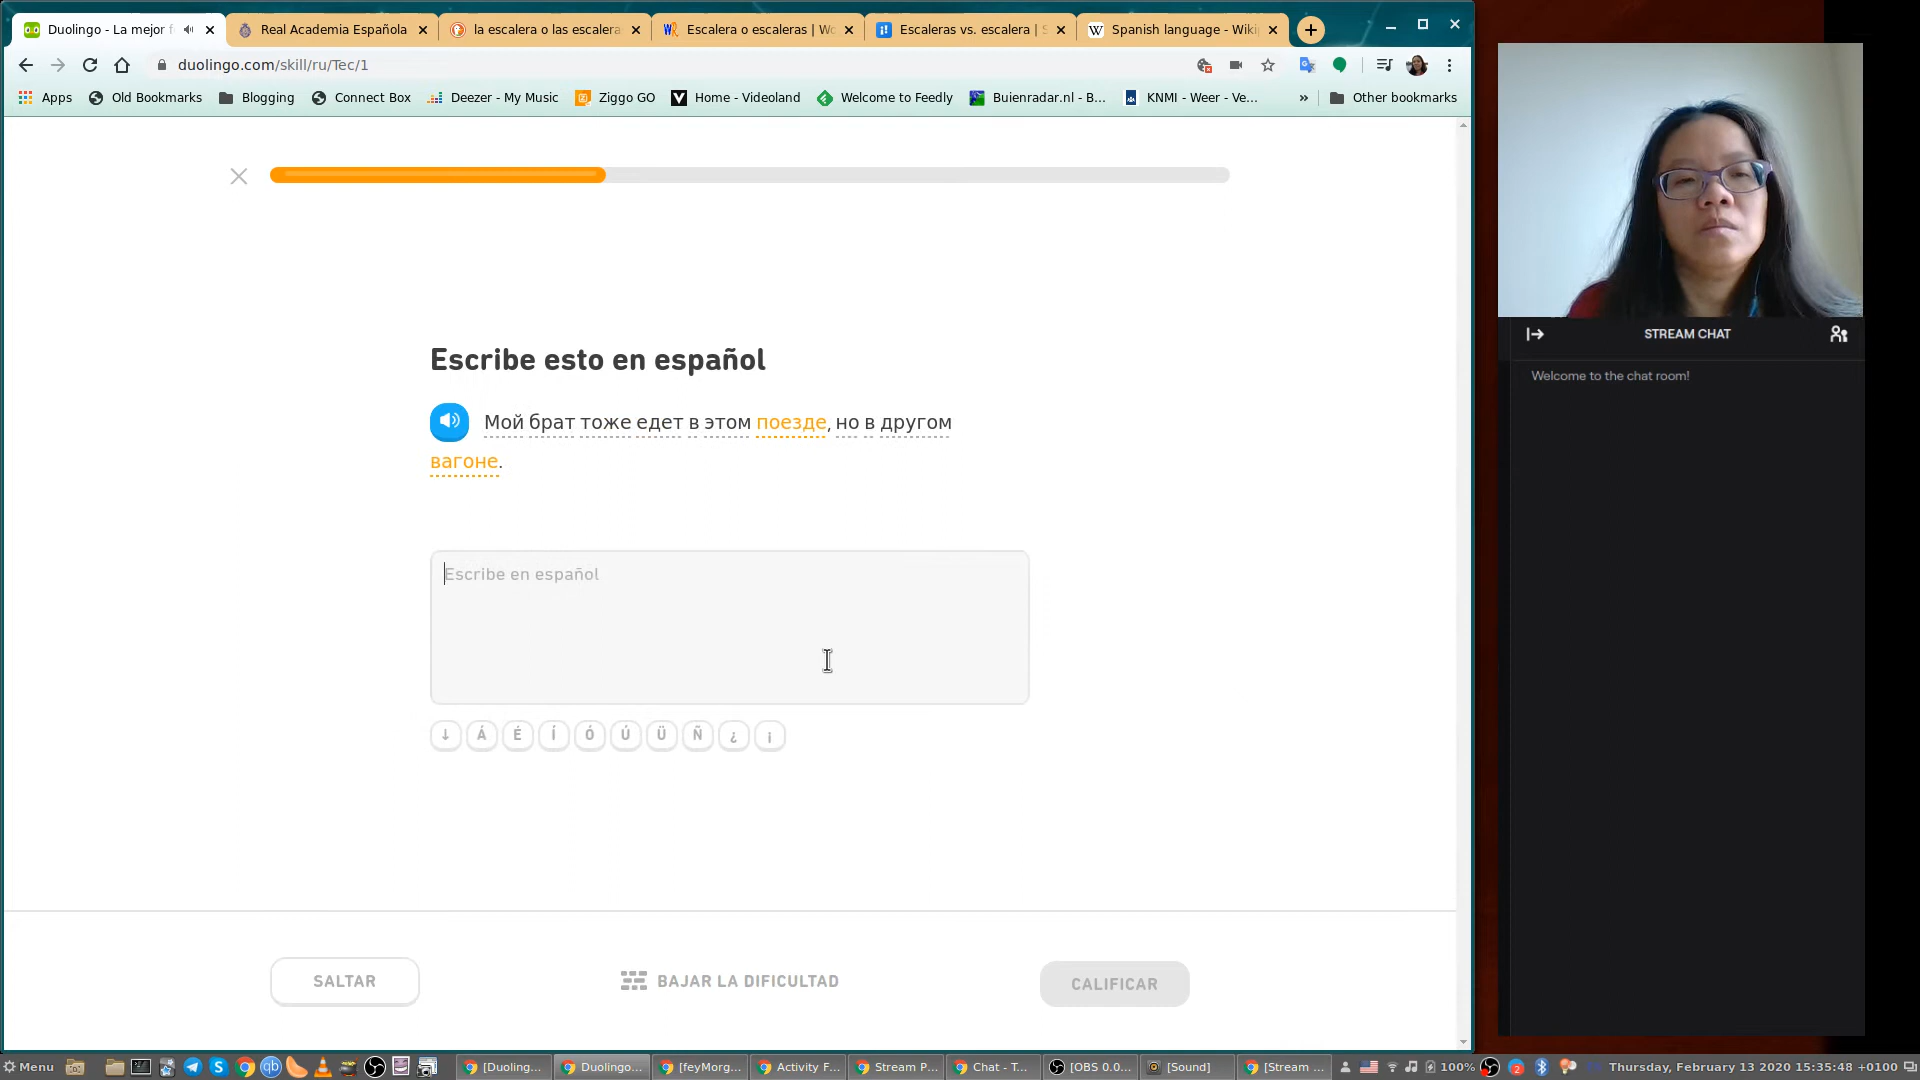 Duolingo - La mejor f
Real Academia Española
la escalera o las escalera
Escalera o escaleras | Wo
Escaleras vs. escalera | S
Spanish language - Wiki
duolingo.com/skill/ru/Tec/1
Apps
Old Bookmarks
Blogging
Connect Box
Deezer - My Music
Ziggo GO
Home - Videoland
Welcome to Feedly
Buienradar.nl - B...
KNMI - Weer - Ve...
»
Other bookmarks
Escribe esto en español
Мой брат тоже едет в этом поезде, но в другом
вагоне.
Escribe en español
↓ Á É Í Ó Ú Ü Ñ ¿ ¡
SALTAR
BAJAR LA DIFICULTAD
CALIFICAR
STREAM CHAT
Welcome to the chat room!
Menu
[Duoling...
Duolingo...
[feyMorg...
Activity F...
Stream P...
Chat - T...
[OBS 0.0...
[Sound]
[Stream ...
100%
2
Thursday, February 13 2020 15:35:48 +0100